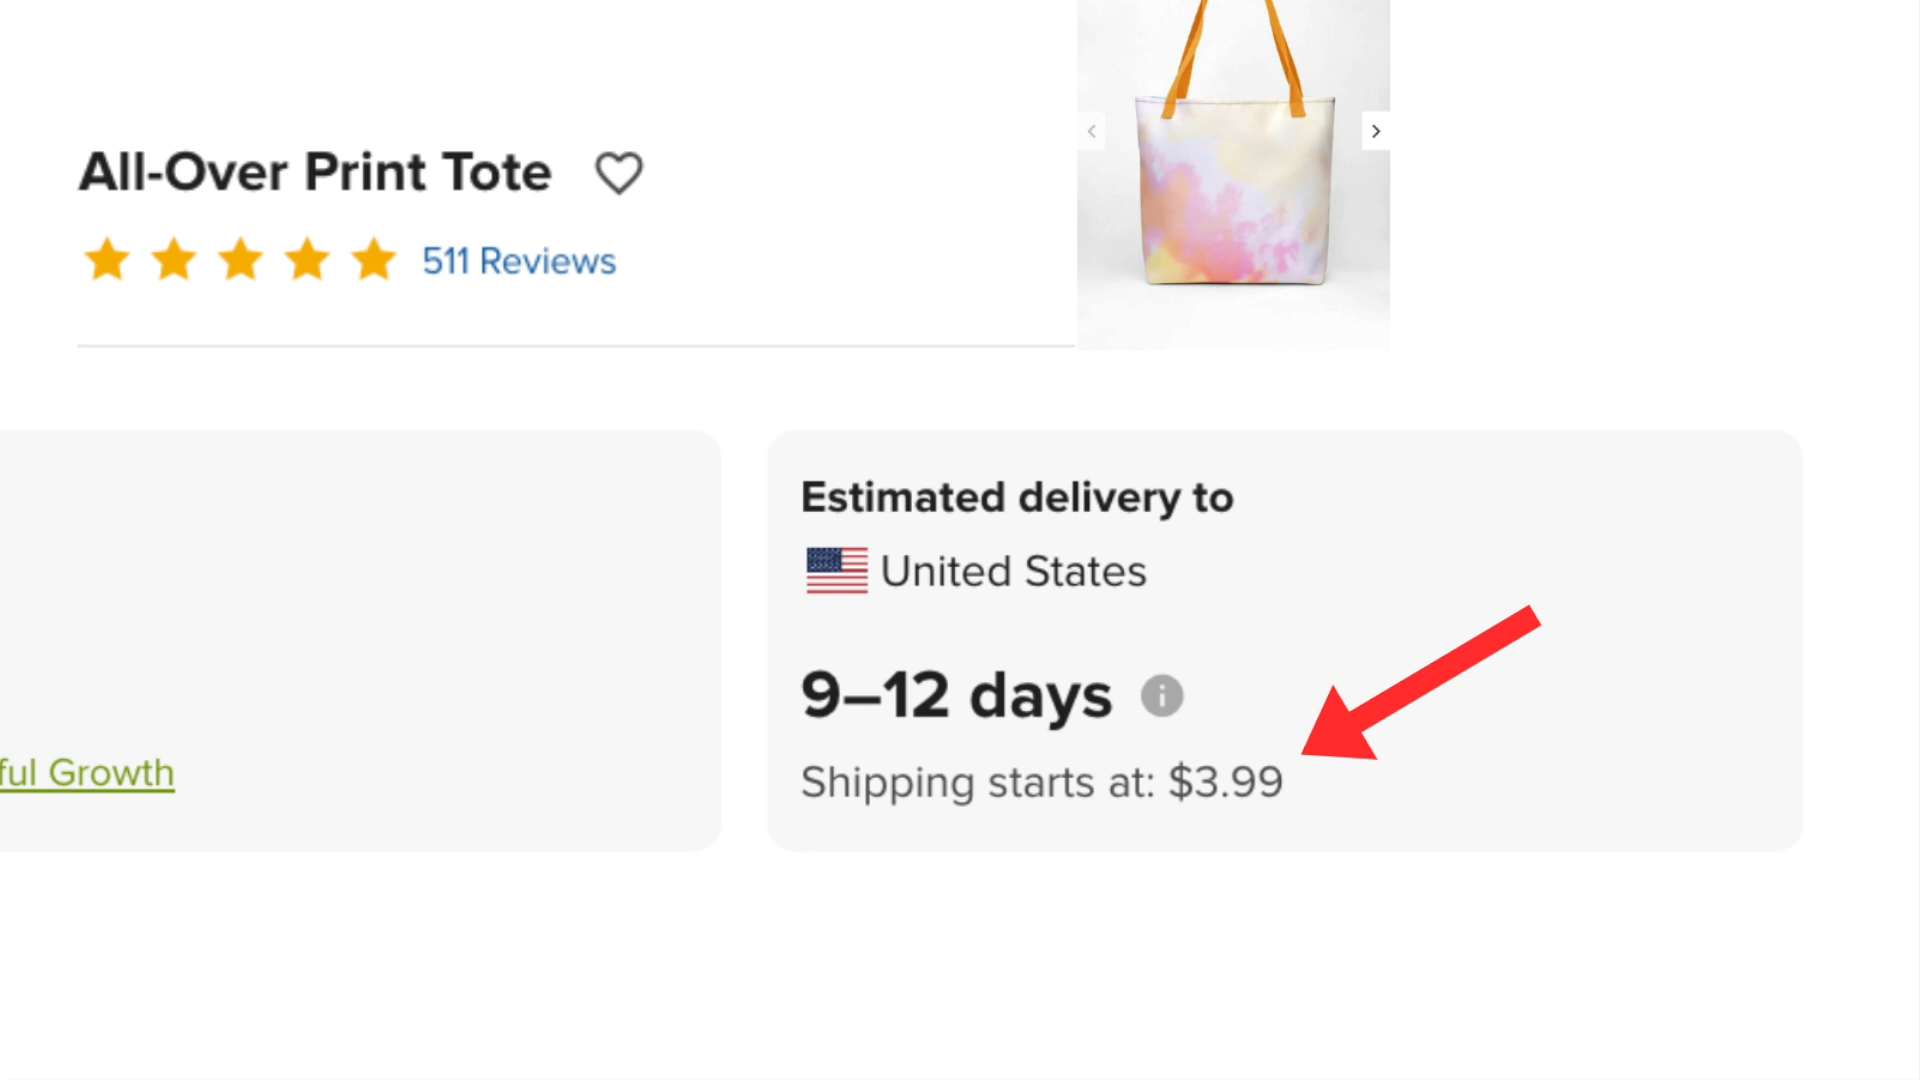 All-Over Print Tote
511 Reviews
ful Growth
Estimated delivery to
United States
9–12 days
Shipping starts at: $3.99